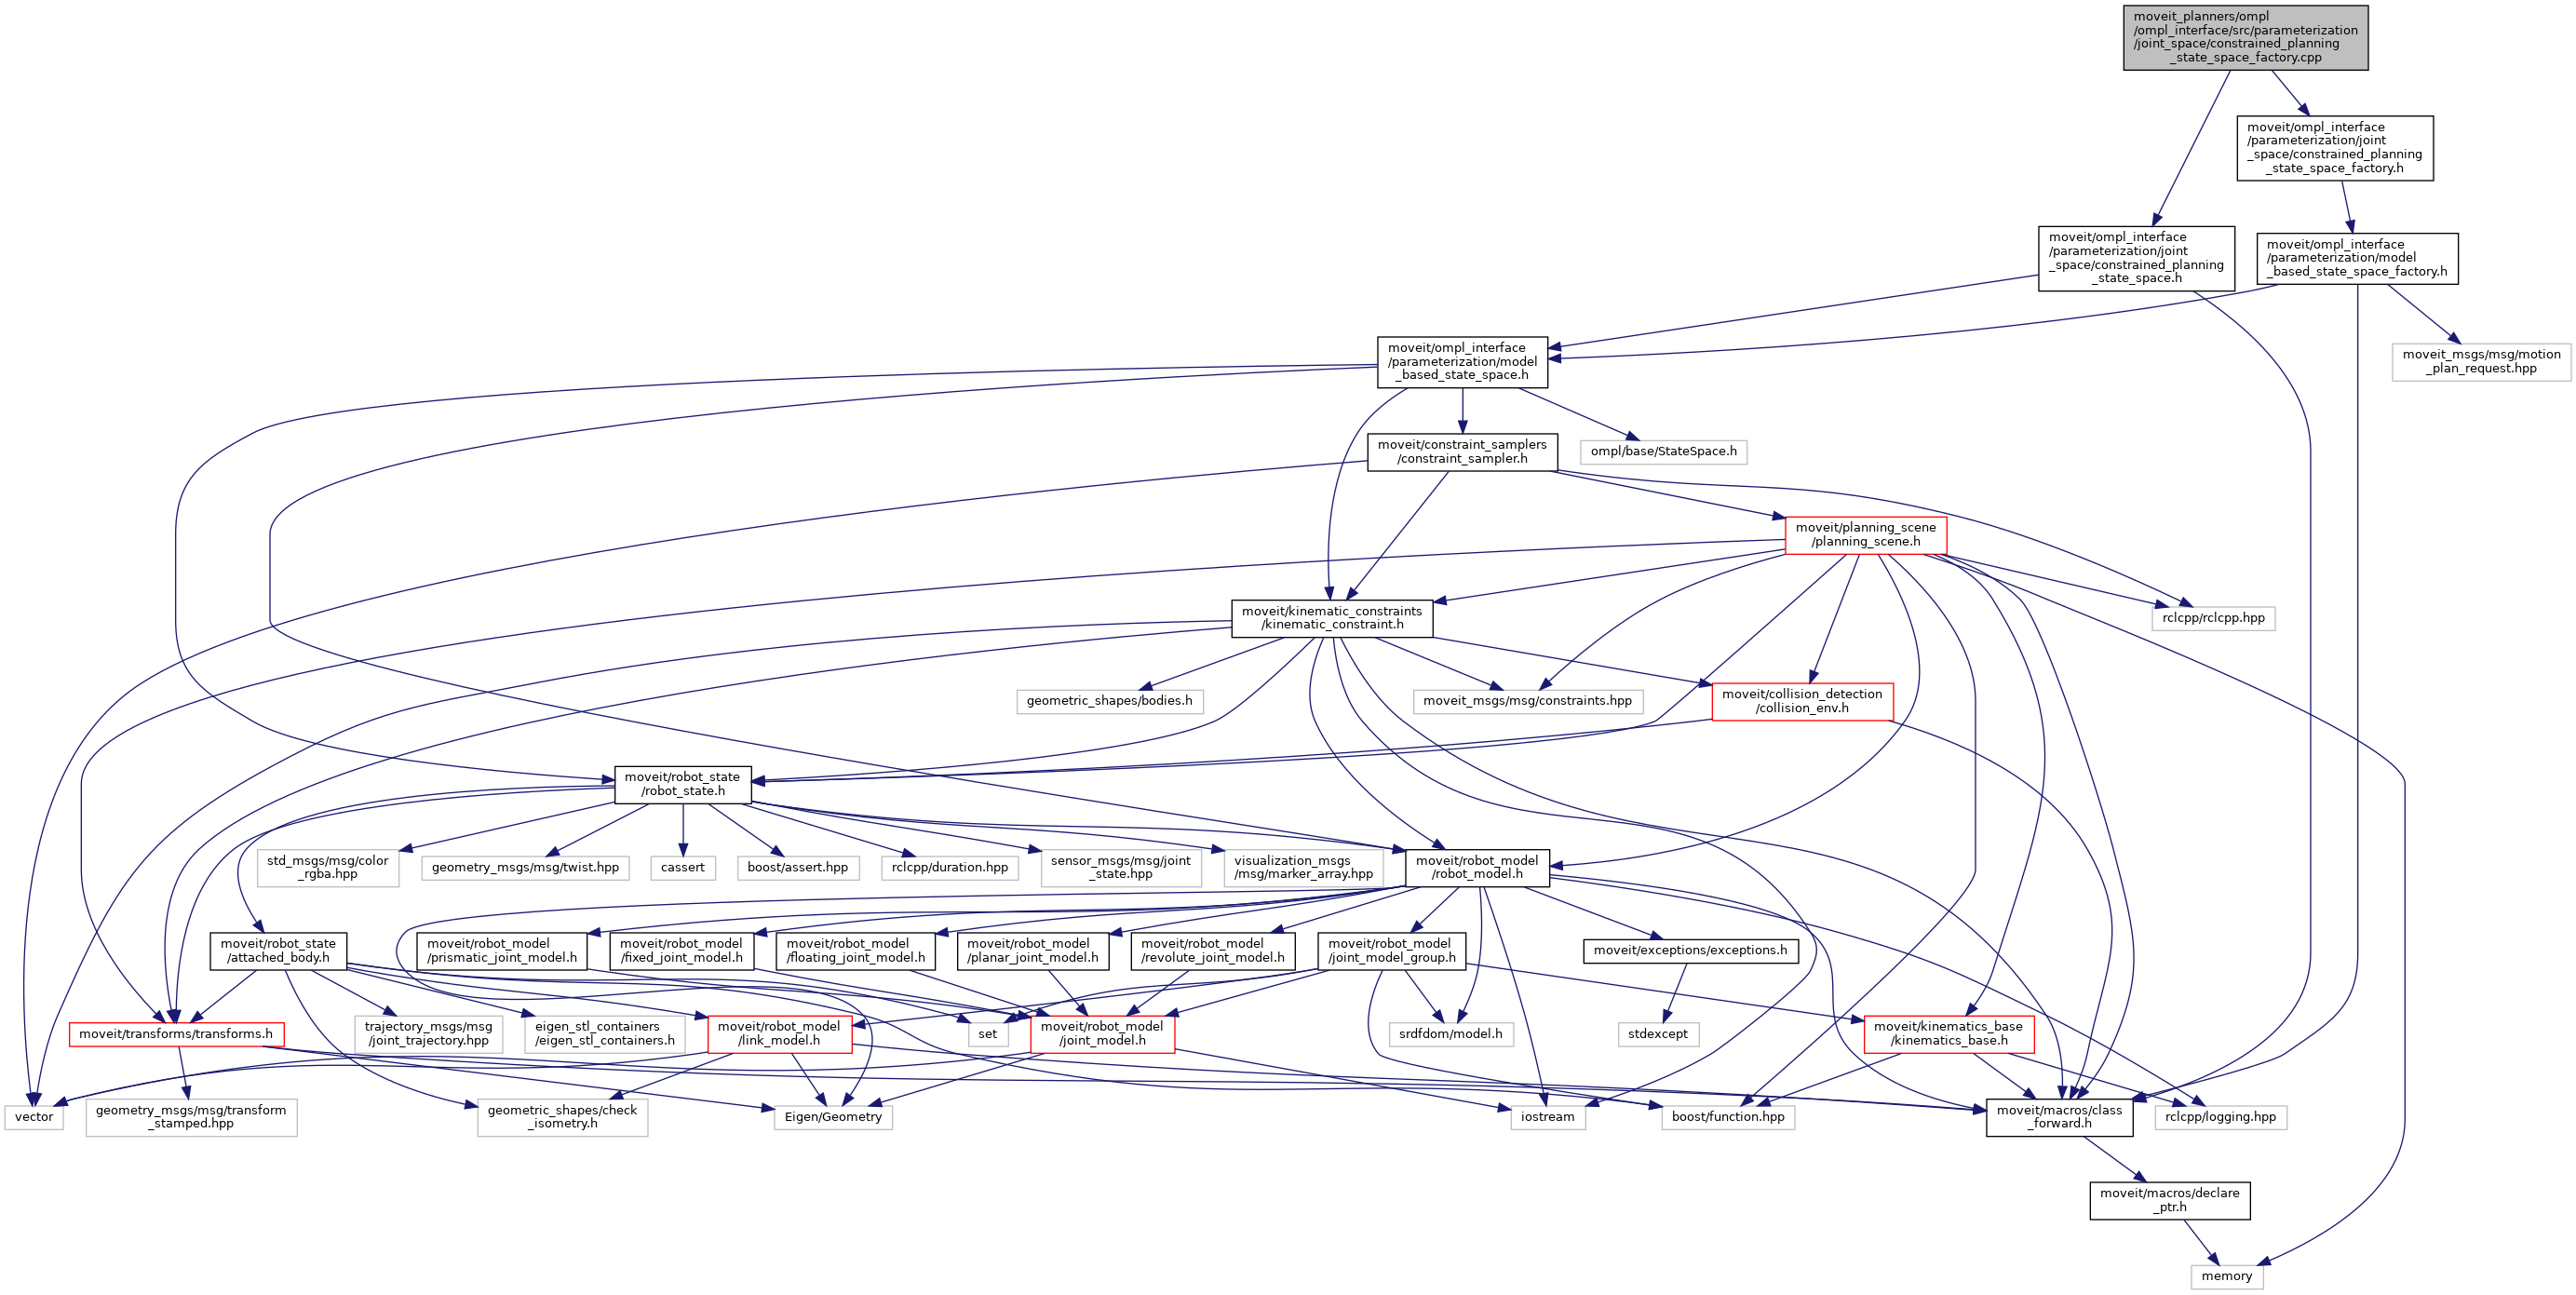 moveit_planners/ompl
/ompl_interface/src/parameterization
/joint_space/constrained_planning
_state_space_factory.cpp
moveit/ompl_interface
/parameterization/joint
_space/constrained_planning
_state_space_factory.h
moveit/ompl_interface
/parameterization/joint
_space/constrained_planning
_state_space.h
moveit/ompl_interface
/parameterization/model
_based_state_space_factory.h
moveit/ompl_interface
/parameterization/model
_based_state_space.h
moveit_msgs/msg/motion
_plan_request.hpp
moveit/constraint_samplers
/constraint_sampler.h
ompl/base/StateSpace.h
moveit/planning_scene
/planning_scene.h
moveit/kinematic_constraints
/kinematic_constraint.h
rclcpp/rclcpp.hpp
geometric_shapes/bodies.h
moveit_msgs/msg/constraints.hpp
moveit/collision_detection
/collision_env.h
moveit/robot_state
/robot_state.h
std_msgs/msg/color
_rgba.hpp
geometry_msgs/msg/twist.hpp
cassert
boost/assert.hpp
rclcpp/duration.hpp
sensor_msgs/msg/joint
_state.hpp
visualization_msgs
/msg/marker_array.hpp
moveit/robot_model
/robot_model.h
moveit/robot_state
/attached_body.h
moveit/robot_model
/prismatic_joint_model.h
moveit/robot_model
/fixed_joint_model.h
moveit/robot_model
/floating_joint_model.h
moveit/robot_model
/planar_joint_model.h
moveit/robot_model
/revolute_joint_model.h
moveit/robot_model
/joint_model_group.h
moveit/exceptions/exceptions.h
moveit/transforms/transforms.h
trajectory_msgs/msg
/joint_trajectory.hpp
eigen_stl_containers
/eigen_stl_containers.h
moveit/robot_model
/link_model.h
set
moveit/robot_model
/joint_model.h
srdfdom/model.h
stdexcept
moveit/kinematics_base
/kinematics_base.h
vector
geometry_msgs/msg/transform
_stamped.hpp
geometric_shapes/check
_isometry.h
Eigen/Geometry
iostream
boost/function.hpp
moveit/macros/class
_forward.h
rclcpp/logging.hpp
moveit/macros/declare
_ptr.h
memory